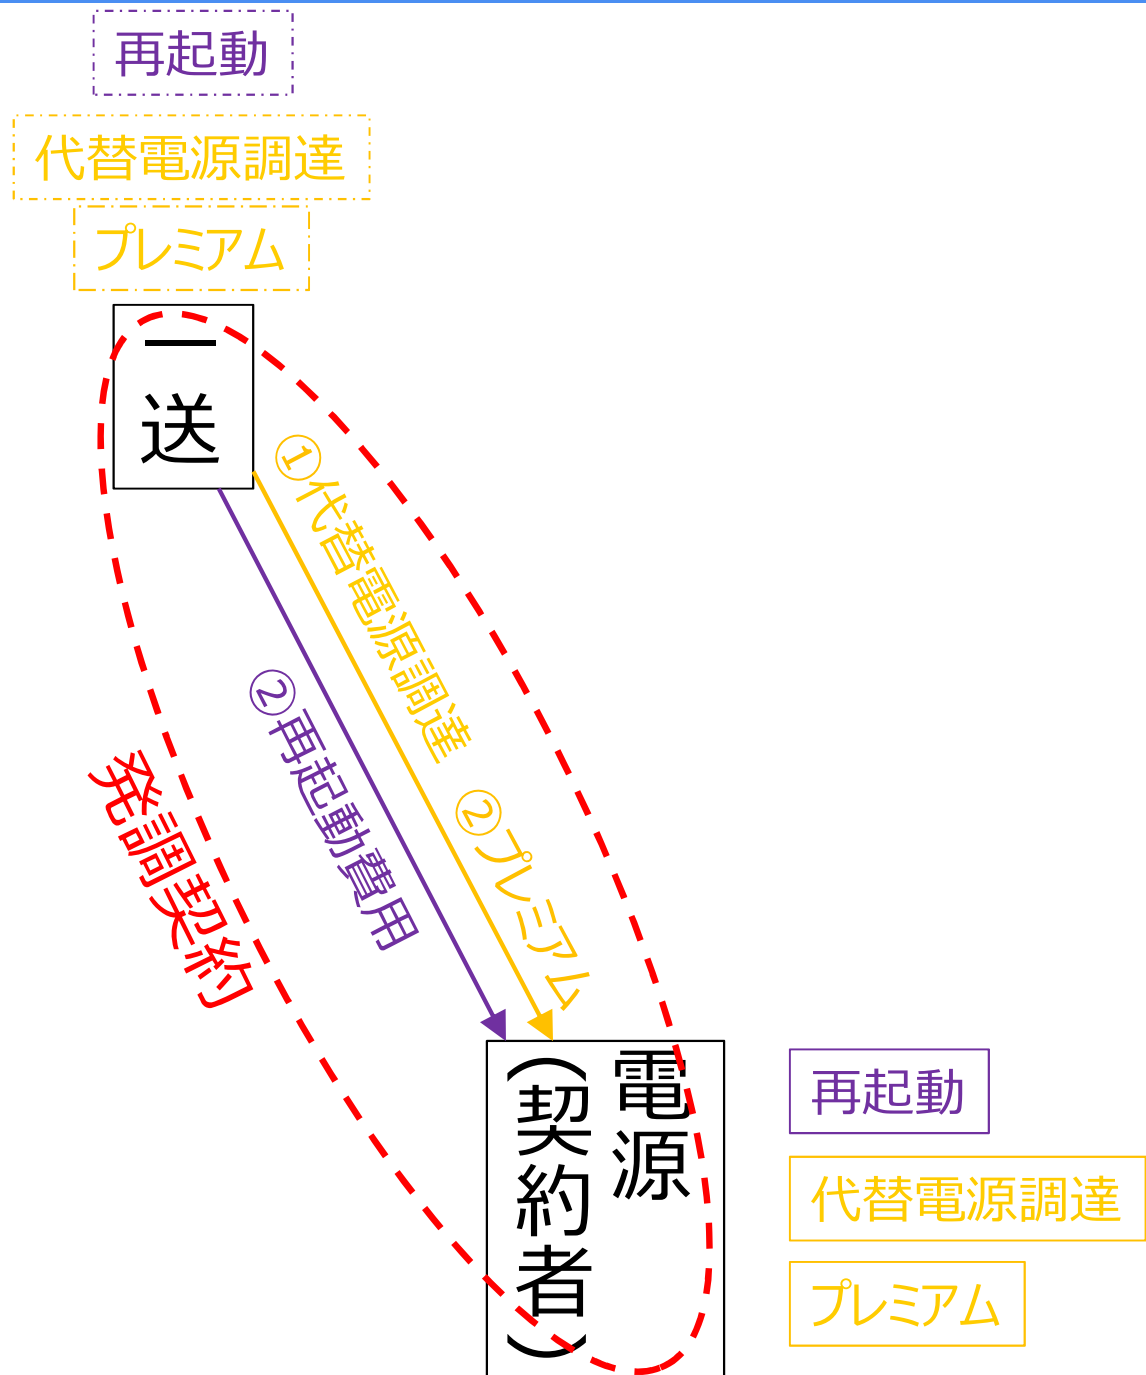 再起動
代替電源調達
プレミアム
一送
①代替電源調達 ②プレミアム
②再起動費用
発調契約
電源
(契約者)
再起動
代替電源調達
プレミアム